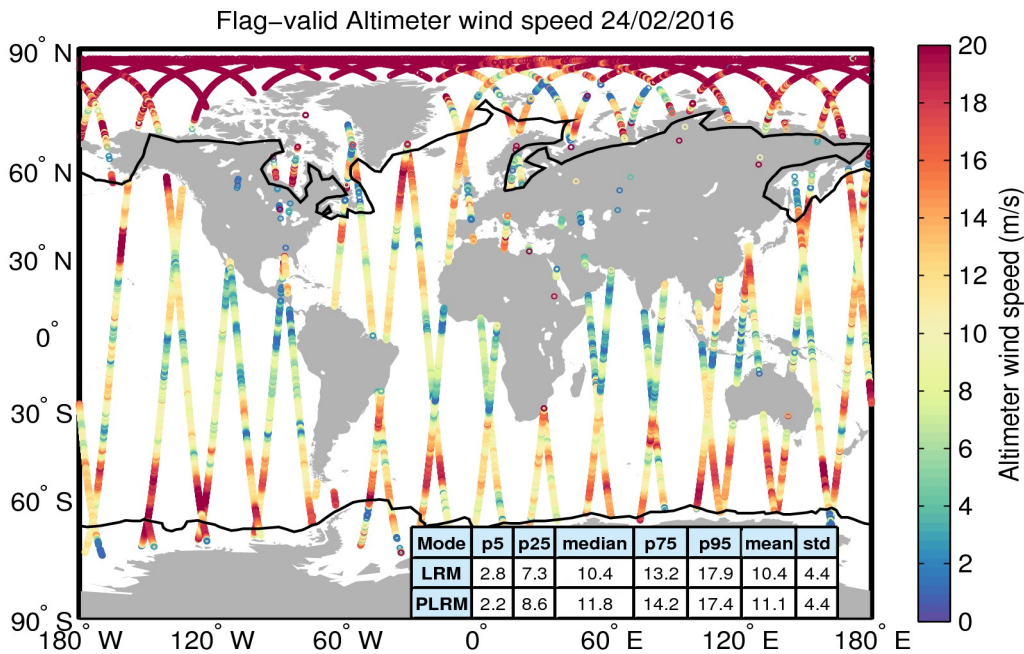 Flag−valid Altimeter wind speed 24/02/2016
90° N
60° N
30° N
0°
30° S
60° S
90° S
180° W
120° W
60° W
0°
60° E
120° E
180° E
Mode p5 p25 median p75 p95 mean std
LRM 2.8 7.3 10.4 13.2 17.9 10.4 4.4
PLRM 2.2 8.6 11.8 14.2 17.4 11.1 4.4
20
18
16
14
12
10
8
6
4
2
0
Altimeter wind speed (m/s)